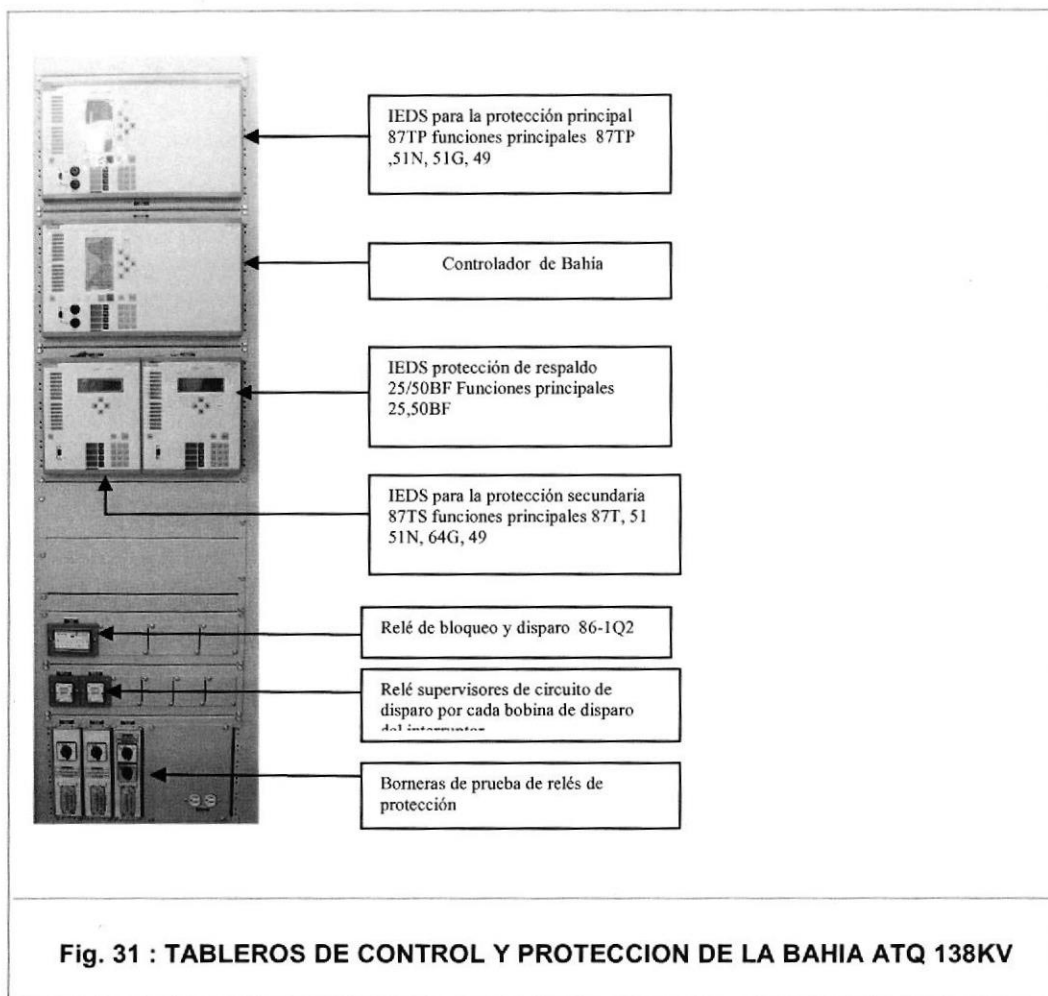 IEDS para la protección principal
87TP funciones principales 87TP
,51N, 51G, 49
Controlador de Bahía
IEDS protección de respaldo
25/50BF Funciones principales
25,50BF
IEDS para la protección secundaria
87TS funciones principales 87T, 51
51N, 64G, 49
Relé de bloqueo y disparo 86-1Q2
Relé supervisores de circuito de
disparo por cada bobina de disparo
del interruptor
Borneras de prueba de relés de
protección
Fig. 31 : TABLEROS DE CONTROL Y PROTECCION DE LA BAHIA ATQ 138KV